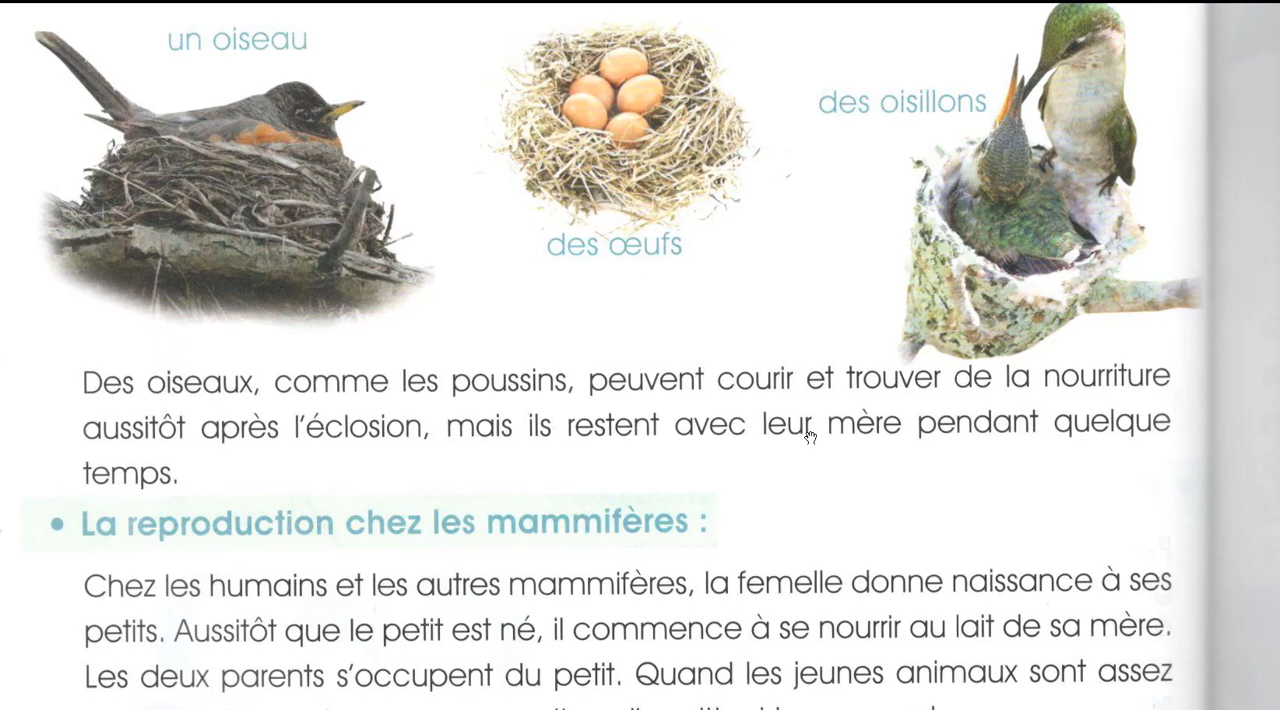 un oiseau
des oisillons
des œufs
Des oiseaux, comme les poussins, peuvent courir et trouver de la nourriture
aussitôt après l'éclosion, mais ils restent avec leur mère pendant quelque
temps.
• La reproduction chez les mammifères :
Chez les humains et les autres mammifères, la femelle donne naissance à ses
petits. Aussitôt que le petit est né, il commence à se nourrir au lait de sa mère.
Les deux parents s'occupent du petit. Quand les jeunes animaux sont assez